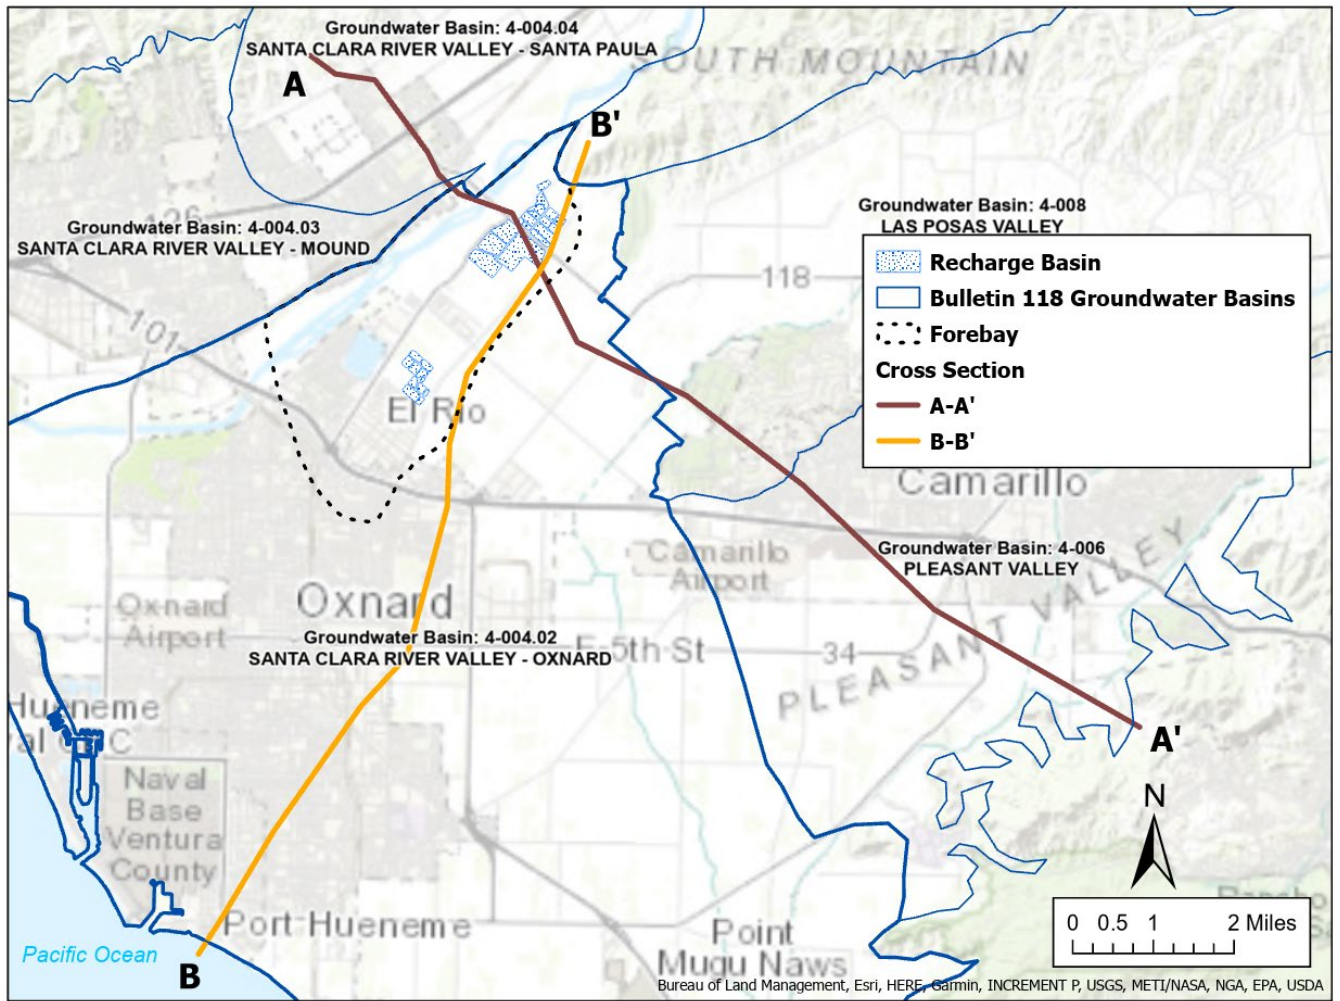 Groundwater Basin: 4-004.04
SANTA CLARA RIVER VALLEY - SANTA PAULA
SOUTH MOUNTAIN
A
B'
126
Groundwater Basin: 4-004.03
SANTA CLARA RIVER VALLEY - MOUND
Groundwater Basin: 4-008
LAS POSAS VALLEY
118
101
Recharge Basin
Bulletin 118 Groundwater Basins
Forebay
Cross Section
A-A'
B-B'
El Rio
Camarillo
Camarillo
Airport
Groundwater Basin: 4-006
PLEASANT VALLEY
PLEASANT VALLEY
Oxnard
Oxnard
Airport
Groundwater Basin: 4-004.02
SANTA CLARA RIVER VALLEY - OXNARD
E 5th St
34
Hueneme
A'
Naval
Base
Ventura
County
N
Port Hueneme
Point
Mugu Naws
Pacific Ocean
B
0 0.5 1 2 Miles
Bureau of Land Management, Esri, HERE, Garmin, INCREMENT P, USGS, METI/NASA, NGA, EPA, USDA